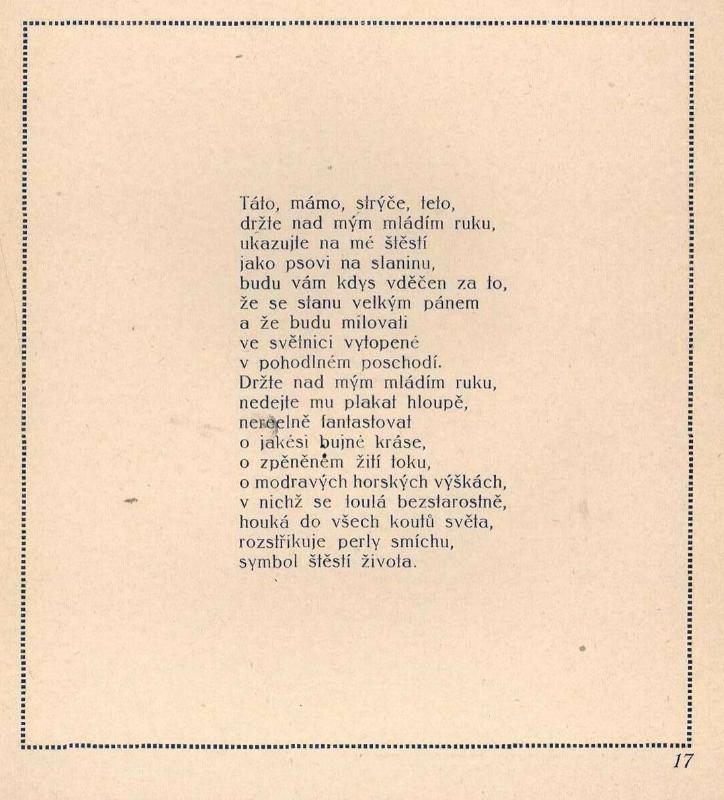 Táto, mámo, strýče, teto,
držte nad mým mládím ruku,
ukazujte na mé štěstí
jako psovi na slaninu,
budu vám kdys vděčen za to,
že se stanu velkým pánem
a že budu milovati
ve světnici vytopené
v pohodlném poschodí.
Držte nad mým mládím ruku,
nedejte mu plakat hloupě,
nereelně fantastovat
o jakési bujné kráse,
o zpěněném žití toku,
o modravých horských výškách,
v nichž se toulá bezstarostně,
houká do všech koutů světa,
rozstřikuje perly smíchu,
symbol štěstí života.
17